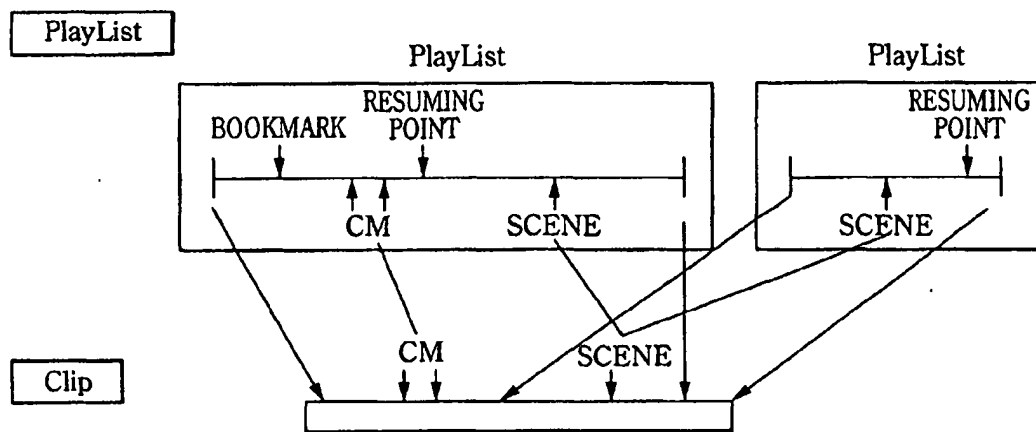 PlayList
PlayList
PlayList
RESUMING
POINT
BOOKMARK
RESUMING
POINT
CM
SCENE
SCENE
CM
SCENE
Clip